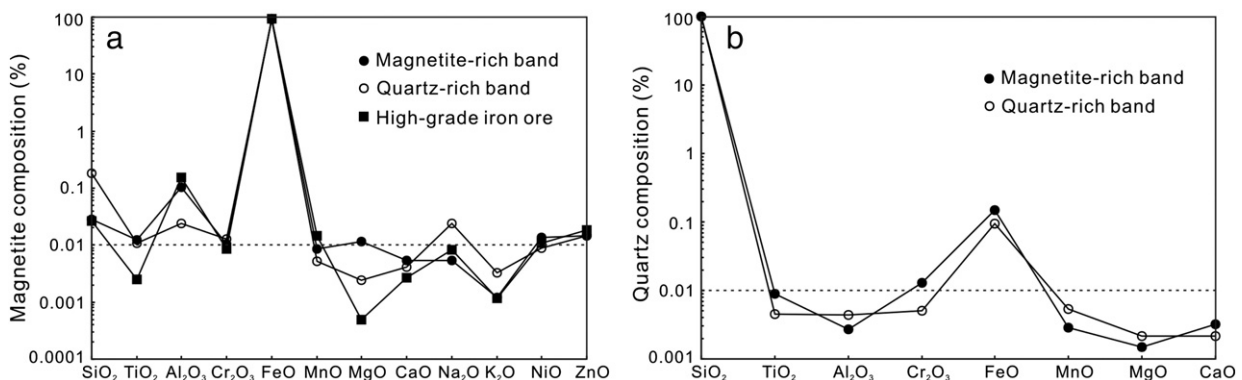 a
Magnetite composition (%)
100
10
1
0.1
0.01
0.001
0.0001
Magnetite-rich band
Quartz-rich band
High-grade iron ore
SiO₂ TiO₂ Al₂O₃ Cr₂O₃ FeO MnO MgO CaO Na₂O K₂O NiO ZnO
b
Quartz composition (%)
100
10
1
0.1
0.01
0.001
Magnetite-rich band
Quartz-rich band
SiO₂ TiO₂ Al₂O₃ Cr₂O₃ FeO MnO MgO CaO